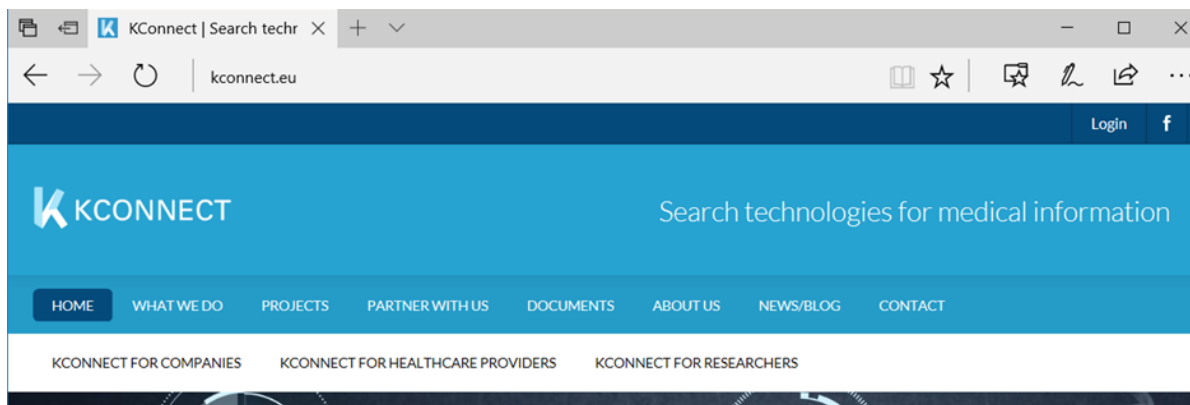 KConnect | Search techr
kconnect.eu
Login f
KCONNECT
Search technologies for medical information
HOME WHAT WE DO PROJECTS PARTNER WITH US DOCUMENTS ABOUT US NEWS/BLOG CONTACT
KCONNECT FOR COMPANIES KCONNECT FOR HEALTHCARE PROVIDERS KCONNECT FOR RESEARCHERS